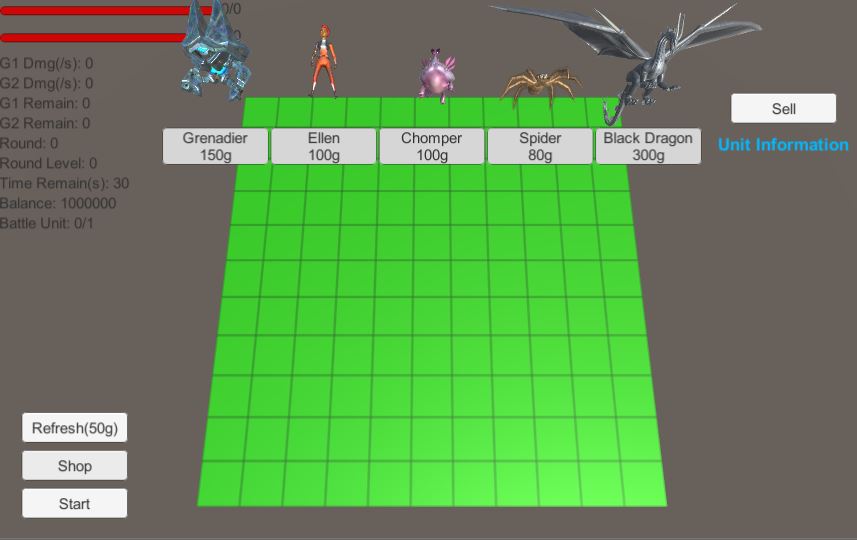 0/0
G1 Dmg(/s): 0
G2 Dmg(/s): 0
G1 Remain: 0
G2 Remain: 0
Round: 0
Round Level: 0
Time Remain(s): 30
Balance: 1000000
Battle Unit: 0/1
Grenadier
150g
Ellen
100g
Chomper
100g
Spider
80g
Black Dragon
300g
Sell
Unit Information
Refresh(50g)
Shop
Start